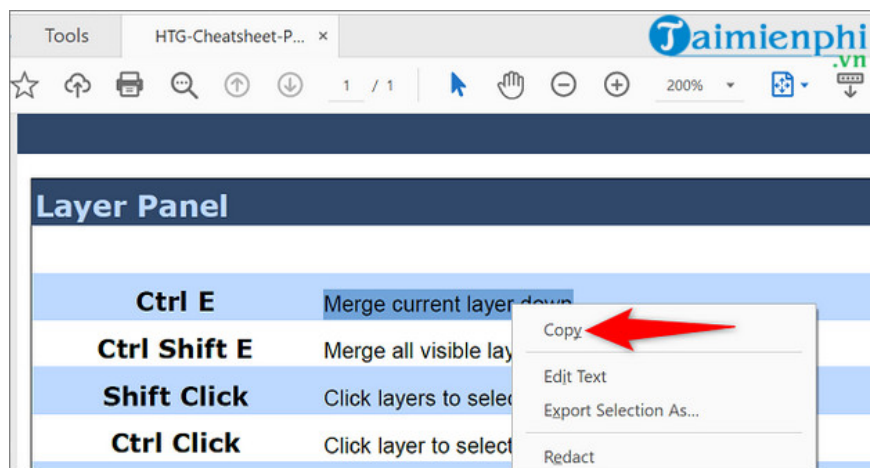 Tools HTG-Cheatsheet-P... ×
Taimienphi
.vn
1 / 1 200%
Layer Panel
Ctrl E Merge current layer down
Ctrl Shift E Merge all visible lay
Shift Click Click layers to selec
Ctrl Click Click layer to select
Copy
Edit Text
Export Selection As...
Redact